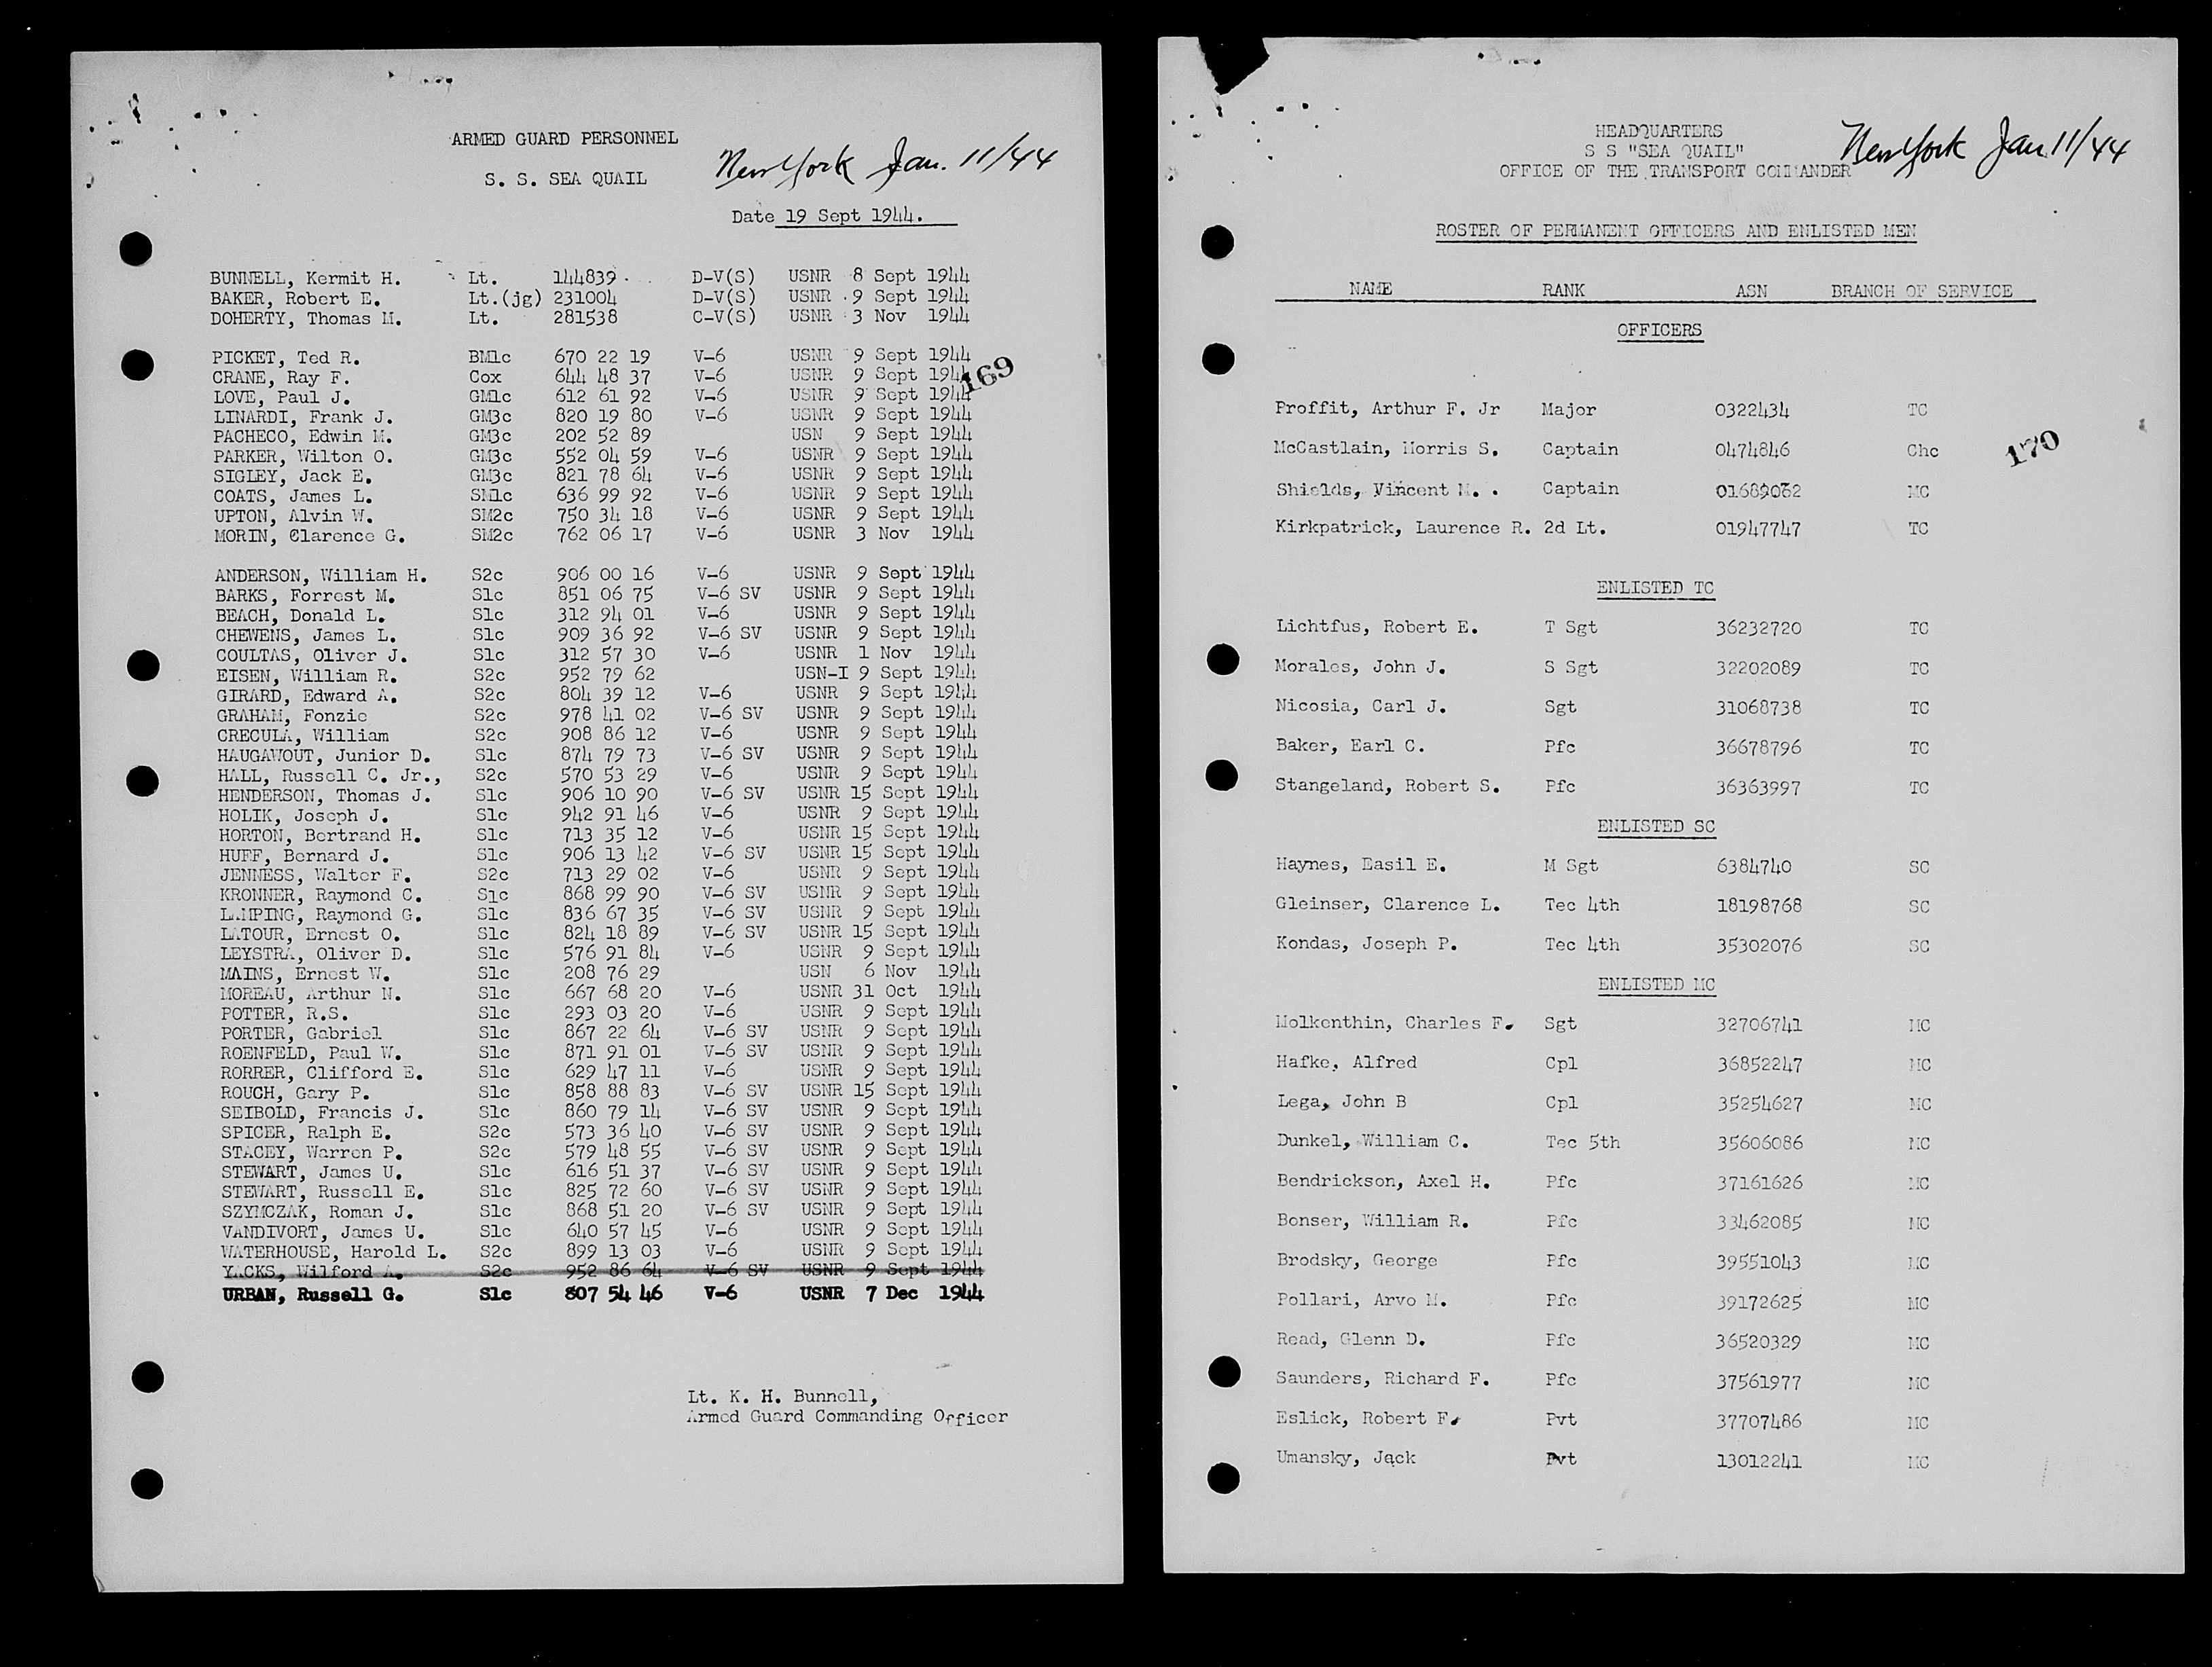 ARMED GUARD PERSONNEL
S. S. SEA QUAIL
New York Jan. 11/44
Date 19 Sept 1944.
BUNNELL, Kermit H. Lt. 144839 D-V(S) USNR 8 Sept 1944
BAKER, Robert E. Lt.(jg) 231004 D-V(S) USNR 9 Sept 1944
DOHERTY, Thomas M. Lt. 281538 C-V(S) USNR 3 Nov 1944
PICKET, Ted R. BM1c 670 22 19 V-6 USNR 9 Sept 1944
CRANE, Ray F. Cox 644 48 37 V-6 USNR 9 Sept 1944
169
LOVE, Paul J. GM1c 612 61 92 V-6 USNR 9 Sept 1944
LINARDI, Frank J. GM3c 820 19 80 V-6 USNR 9 Sept 1944
PACHECO, Edwin M. GM3c 202 52 89 USN 9 Sept 1944
PARKER, Wilton O. GM3c 552 04 59 V-6 USNR 9 Sept 1944
SIGLEY, Jack E. GM3c 821 78 64 V-6 USNR 9 Sept 1944
COATS, James L. SM1c 636 99 92 V-6 USNR 9 Sept 1944
UPTON, Alvin W. SM2c 750 34 18 V-6 USNR 9 Sept 1944
MORIN, Clarence G. SM2c 762 06 17 V-6 USNR 3 Nov 1944
ANDERSON, William H. S2c 906 00 16 V-6 USNR 9 Sept 1944
BARKS, Forrest M. S1c 851 06 75 V-6 SV USNR 9 Sept 1944
BEACH, Donald L. S1c 312 94 01 V-6 USNR 9 Sept 1944
CHEWENS, James L. S1c 909 36 92 V-6 SV USNR 9 Sept 1944
COULTAS, Oliver J. S1c 312 57 30 V-6 USNR 1 Nov 1944
EISEN, William R. S2c 952 79 62 USN-I 9 Sept 1944
GIRARD, Edward A. S2c 804 39 12 V-6 USNR 9 Sept 1944
GRAHAM, Fonzie S2c 978 41 02 V-6 SV USNR 9 Sept 1944
CRECULA, William S2c 908 86 12 V-6 USNR 9 Sept 1944
HAUGAWOUT, Junior D. S1c 874 79 73 V-6 SV USNR 9 Sept 1944
HALL, Russell C. Jr., S2c 570 53 29 V-6 USNR 9 Sept 1944
HENDERSON, Thomas J. S1c 906 10 90 V-6 SV USNR 15 Sept 1944
HOLIK, Joseph J. S1c 942 91 46 V-6 USNR 9 Sept 1944
HORTON, Bertrand H. S1c 713 35 12 V-6 USNR 15 Sept 1944
HUFF, Bernard J. S1c 906 13 42 V-6 SV USNR 15 Sept 1944
JENNESS, Walter F. S2c 713 29 02 V-6 USNR 9 Sept 1944
KRONNER, Raymond C. S1c 868 99 90 V-6 SV USNR 9 Sept 1944
LAMPING, Raymond G. S1c 836 67 35 V-6 SV USNR 9 Sept 1944
LATOUR, Ernest O. S1c 824 18 89 V-6 SV USNR 15 Sept 1944
LEYSTRA, Oliver D. S1c 576 91 84 V-6 USNR 9 Sept 1944
MAINS, Ernest W. S1c 208 76 29 USN 6 Nov 1944
MOREAU, Arthur N. S1c 667 68 20 V-6 USNR 31 Oct 1944
POTTER, R.S. S1c 293 03 20 V-6 USNR 9 Sept 1944
PORTER, Gabriel S1c 867 22 64 V-6 SV USNR 9 Sept 1944
ROENFELD, Paul W. S1c 871 91 01 V-6 SV USNR 9 Sept 1944
RORRER, Clifford E. S1c 629 47 11 V-6 USNR 9 Sept 1944
ROUCH, Gary P. S1c 858 88 83 V-6 SV USNR 15 Sept 1944
SEIBOLD, Francis J. S1c 860 79 14 V-6 SV USNR 9 Sept 1944
SPICER, Ralph E. S2c 573 36 40 V-6 SV USNR 9 Sept 1944
STACEY, Warren P. S2c 579 48 55 V-6 SV USNR 9 Sept 1944
STEWART, James U. S1c 616 51 37 V-6 SV USNR 9 Sept 1944
STEWART, Russell E. S1c 825 72 60 V-6 SV USNR 9 Sept 1944
SZYMCZAK, Roman J. S1c 868 51 20 V-6 SV USNR 9 Sept 1944
VANDIVORT, James U. S1c 640 57 45 V-6 USNR 9 Sept 1944
WATERHOUSE, Harold L. S2c 899 13 03 V-6 USNR 9 Sept 1944
YACKS, Wilford A. S2c 952 86 64 V-6 SV USNR 9 Sept 1944
URBAN, Russell G. S1c 807 54 46 V-6 USNR 7 Dec 1944
Lt. K. H. Bunnell,
Armed Guard Commanding Officer
HEADQUARTERS
S S "SEA QUAIL"
OFFICE OF THE TRANSPORT COMMANDER
New York Jan 11/44
ROSTER OF PERMANENT OFFICERS AND ENLISTED MEN
NAME RANK ASN BRANCH OF SERVICE
OFFICERS
Proffit, Arthur F. Jr Major 0322434 TC
McCastlain, Morris S. Captain 0474846 Chc
170
Shields, Vincent M. Captain 01689062 MC
Kirkpatrick, Laurence R. 2d Lt. 01947747 TC
ENLISTED TC
Lichtfus, Robert E. T Sgt 36232720 TC
Morales, John J. S Sgt 32202089 TC
Nicosia, Carl J. Sgt 31068738 TC
Baker, Earl C. Pfc 36678796 TC
Stangeland, Robert S. Pfc 36363997 TC
ENLISTED SC
Haynes, Basil E. M Sgt 6384740 SC
Gleinser, Clarence L. Tec 4th 18198768 SC
Kondas, Joseph P. Tec 4th 35302076 SC
ENLISTED MC
Molkenthin, Charles F. Sgt 32706741 MC
Hafke, Alfred Cpl 36852247 MC
Lega, John B Cpl 35254627 MC
Dunkel, William C. Tec 5th 35606086 MC
Bendrickson, Axel H. Pfc 37161626 MC
Bonser, William R. Pfc 33462085 MC
Brodsky, George Pfc 39551043 MC
Pollari, Arvo M. Pfc 39172625 MC
Read, Glenn D. Pfc 36520329 MC
Saunders, Richard F. Pfc 37561977 MC
Eslick, Robert F. Pvt 37707486 MC
Umansky, Jack Pvt 13012241 MC